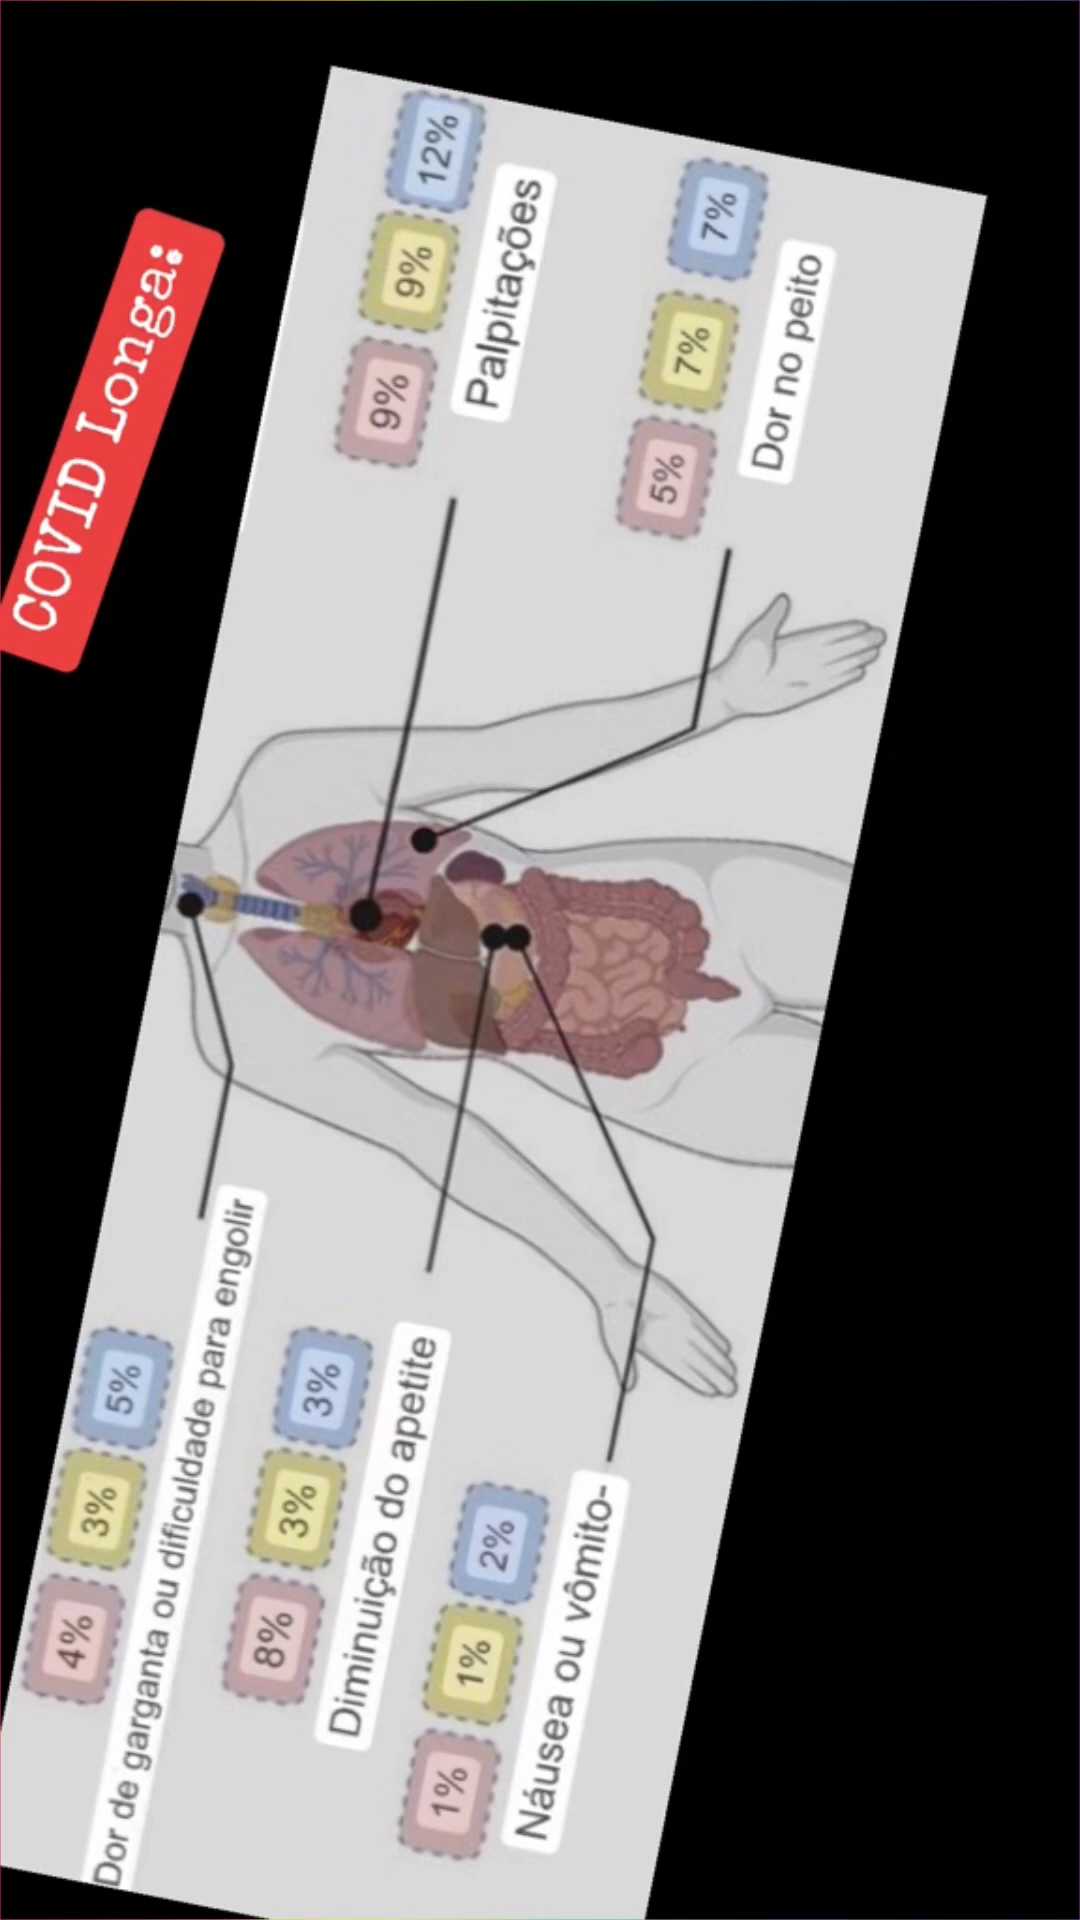 COVID Longa:
4% 3% 5%
Dor de garganta ou dificuldade para engolir
8% 3% 3%
Diminuição do apetite
1% 1% 2%
Náusea ou vômito-
9% 9% 12%
Palpitações
5% 7% 7%
Dor no peito